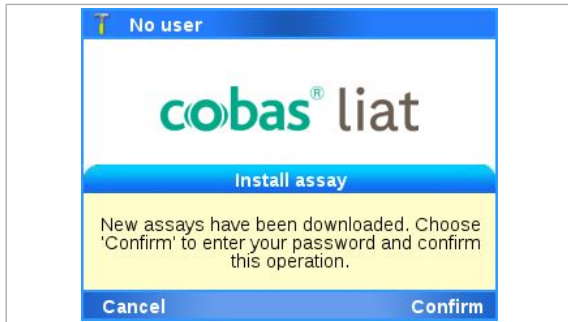 No user
cobas® liat
Install assay
New assays have been downloaded. Choose
'Confirm' to enter your password and confirm
this operation.
Cancel Confirm